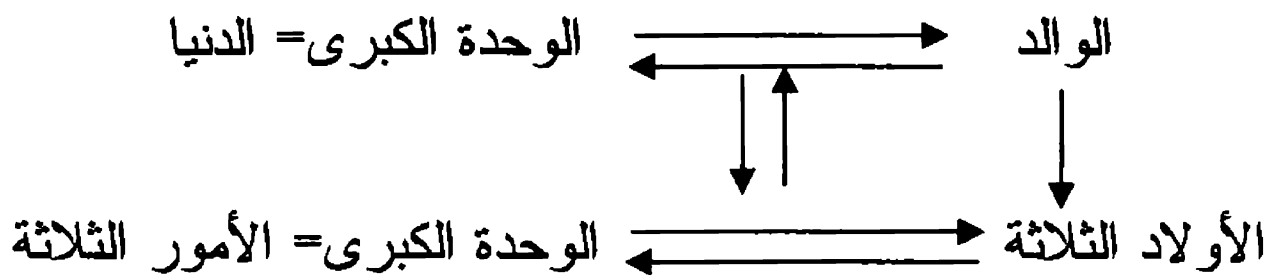 الوالد الوحدة الكبرى= الدنيا
الأولاد الثلاثة الوحدة الكبرى= الأمور الثلاثة